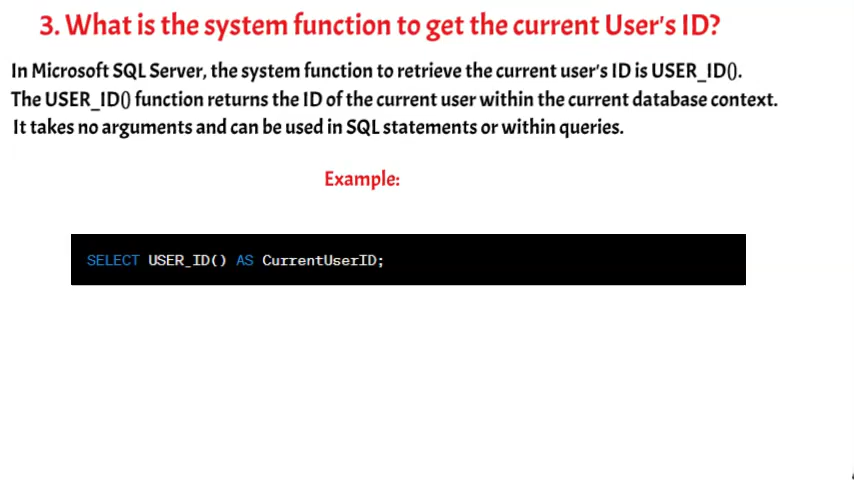 3. What is the system function to get the current User's ID?
In Microsoft SQL Server, the system function to retrieve the current user's ID is USER_ID().
The USER_ID() function returns the ID of the current user within the current database context.
It takes no arguments and can be used in SQL statements or within queries.
Example:
SELECT USER_ID() AS CurrentUserID;